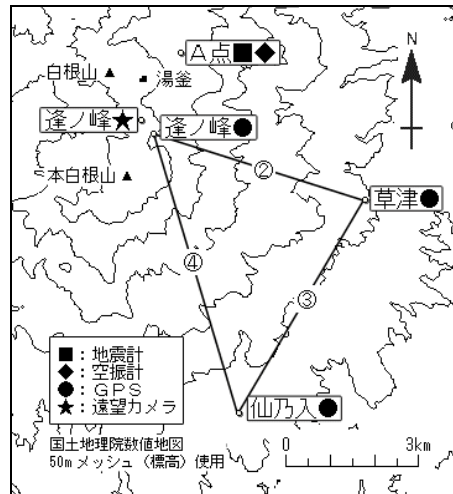 A点■◆
N
白根山▲
湯釜
逢ノ峰★
逢ノ峰●
②
本白根山▲
草津●
④
③
■：地震計
◆：空振計
●：GPS
★：遠望カメラ
仙乃入●
国土地理院数値地図
50mメッシュ（標高）使用
0 3km